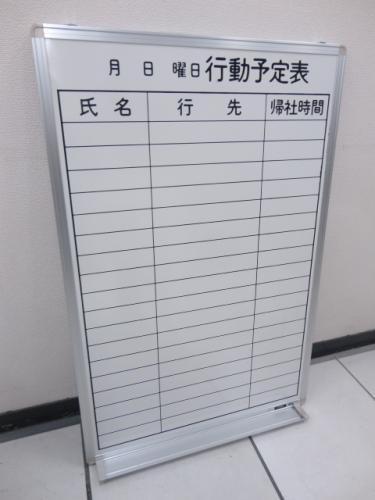 月 日 曜日 行動予定表
氏 名 行 先 帰社時間